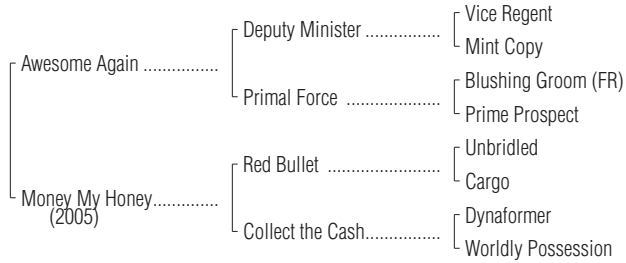 Vice Regent
Deputy Minister ................
Mint Copy
Awesome Again ...............
Blushing Groom (FR)
Primal Force ....................
Prime Prospect
Unbridled
Red Bullet ........................
Cargo
Money My Honey..............
(2005)
Dynaformer
Collect the Cash................
Worldly Possession